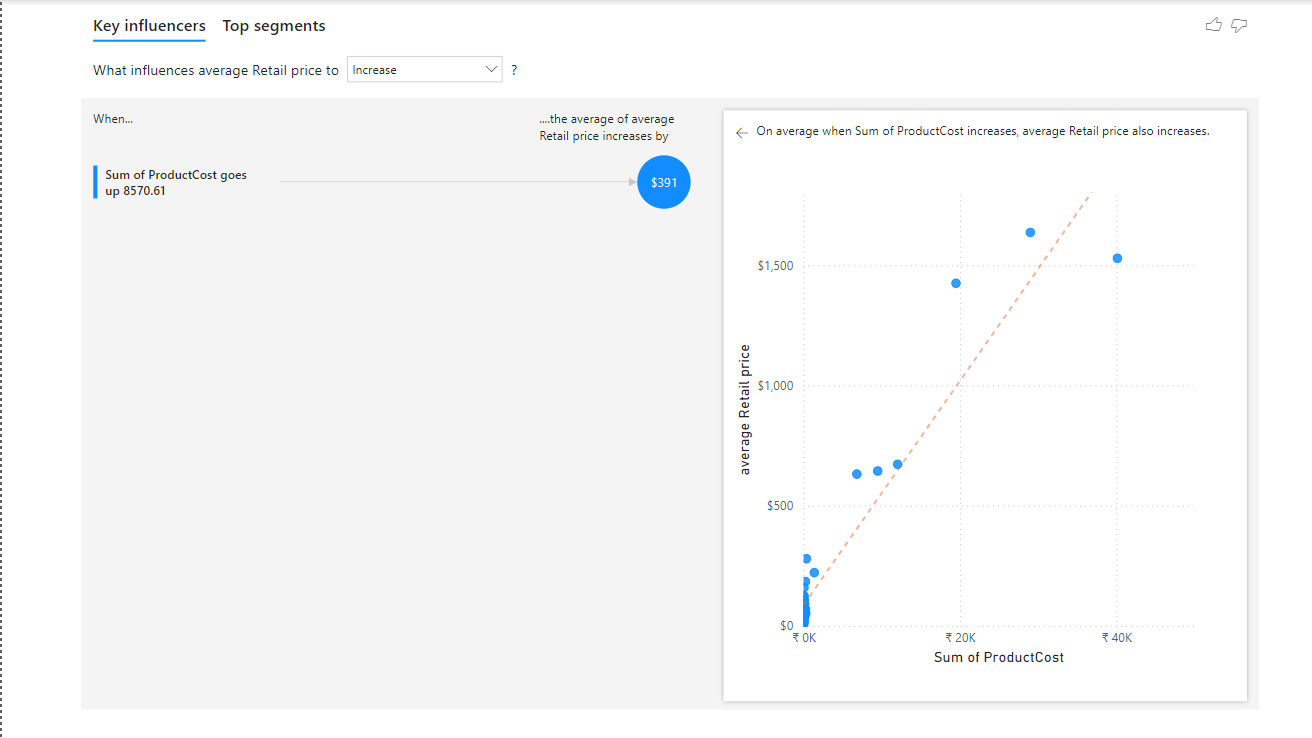 Key influencers Top segments
What influences average Retail price to Increase ?
When...
....the average of average
Retail price increases by
Sum of ProductCost goes
up 8570.61
$391
On average when Sum of ProductCost increases, average Retail price also increases.
average Retail price
$1,500
$1,000
$500
$0
₹ 0K ₹ 20K ₹ 40K
Sum of ProductCost